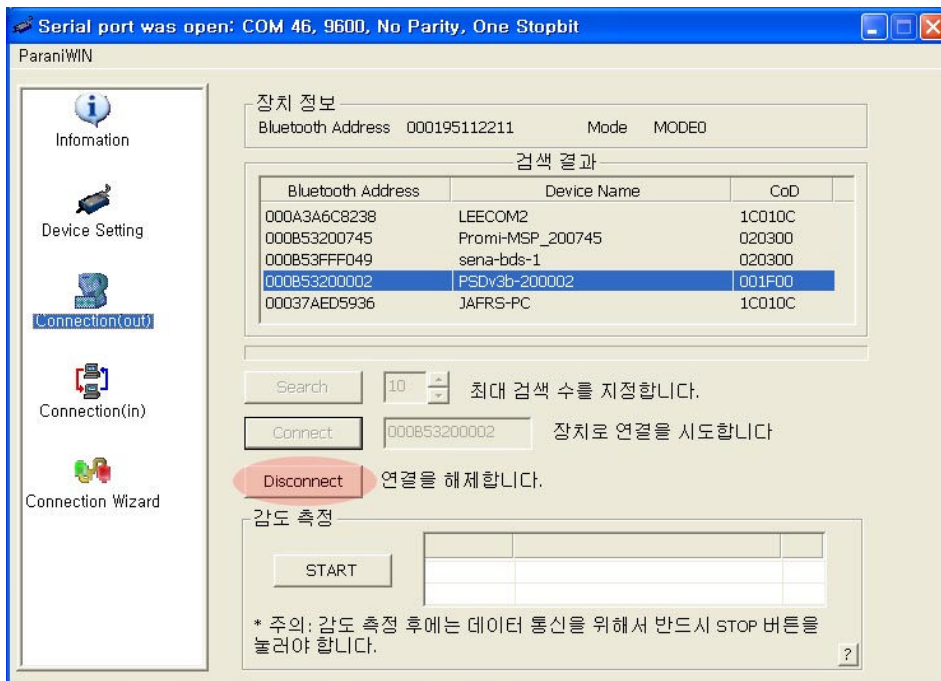 Serial port was open: COM 46, 9600, No Parity, One Stopbit
ParaniWIN
Infomation
Device Setting
Connection(out)
Connection(in)
Connection Wizard
장치 정보
Bluetooth Address 000195112211 Mode MODE0
검색 결과
Bluetooth Address Device Name CoD
000A3A6C8238 LEECOM2 1C010C
000B53200745 Promi-MSP_200745 020300
000B53FFF049 sena-bds-1 020300
000B53200002 PSDv3b-200002 001F00
00037AED5936 JAFRS-PC 1C010C
Search 10 최대 검색 수를 지정합니다.
Connect 000B53200002 장치로 연결을 시도합니다
Disconnect 연결을 해제합니다.
감도 측정
START
* 주의: 감도 측정 후에는 데이터 통신을 위해서 반드시 STOP 버튼을
눌러야 합니다.
?